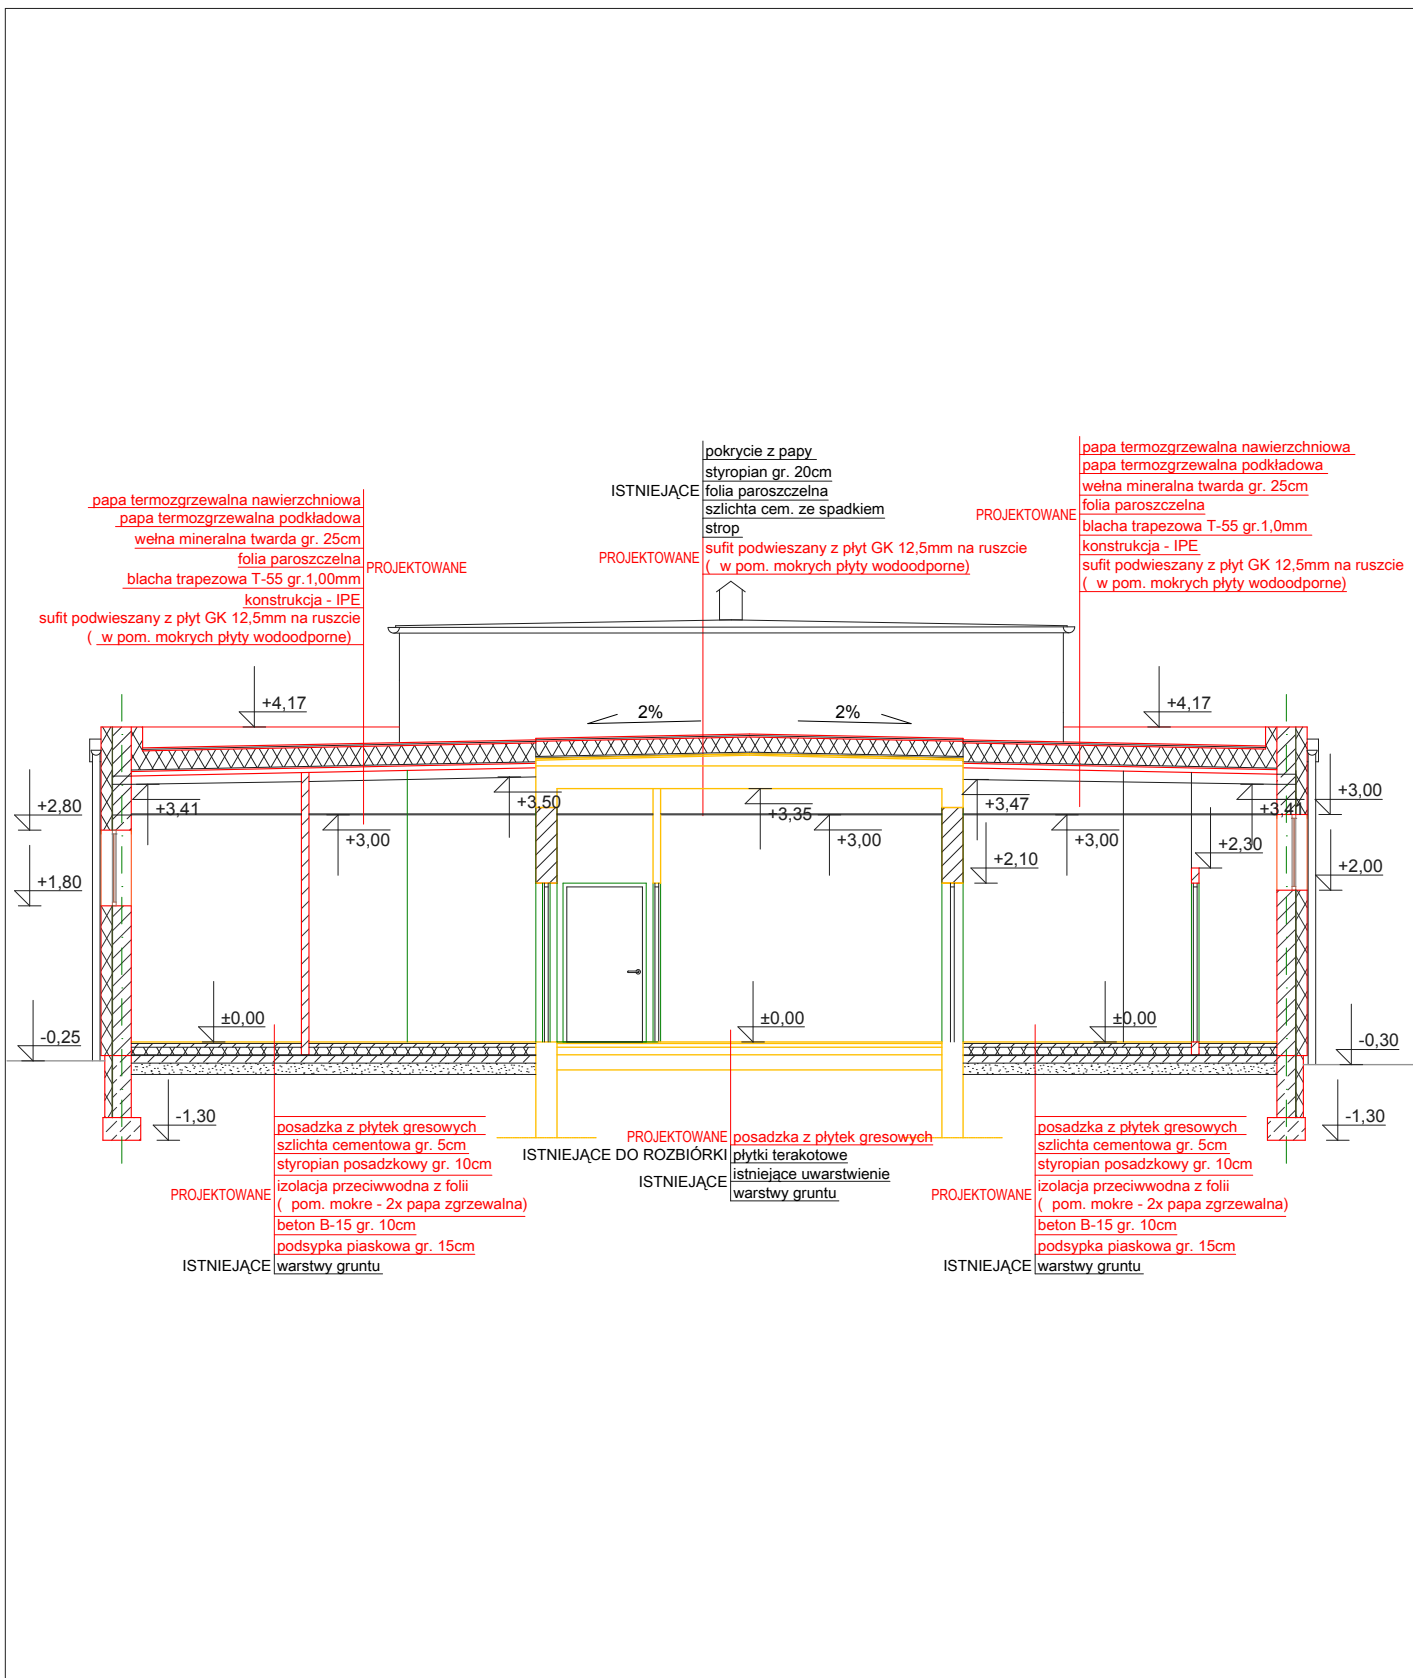 papa termozgrzewalna nawierzchniowa
papa termozgrzewalna podkładowa
wełna mineralna twarda gr. 25cm
folia paroszczelna
blacha trapezowa T-55 gr.1,00mm
konstrukcja - IPE
sufit podwieszany z płyt GK 12,5mm na ruszcie
( w pom. mokrych płyty wodoodporne)
PROJEKTOWANE
pokrycie z papy
styropian gr. 20cm
ISTNIEJĄCE folia paroszczelna
szlichta cem. ze spadkiem
strop
PROJEKTOWANE sufit podwieszany z płyt GK 12,5mm na ruszcie
( w pom. mokrych płyty wodoodporne)
papa termozgrzewalna nawierzchniowa
papa termozgrzewalna podkładowa
wełna mineralna twarda gr. 25cm
folia paroszczelna
PROJEKTOWANE
blacha trapezowa T-55 gr.1,0mm
konstrukcja - IPE
sufit podwieszany z płyt GK 12,5mm na ruszcie
( w pom. mokrych płyty wodoodporne)
+4,17
2%
2%
+4,17
+2,80
+3,41
+3,50
+3,35
+3,47
+3,41
+3,00
+3,00
+3,00
+3,00
+2,10
+2,30
+1,80
+2,00
±0,00
±0,00
±0,00
-0,25
-0,30
-1,30
-1,30
posadzka z płytek gresowych
szlichta cementowa gr. 5cm
styropian posadzkowy gr. 10cm
PROJEKTOWANE izolacja przeciwwodna z folii
( pom. mokre - 2x papa zgrzewalna)
beton B-15 gr. 10cm
podsypka piaskowa gr. 15cm
ISTNIEJĄCE warstwy gruntu
PROJEKTOWANE posadzka z płytek gresowych
ISTNIEJĄCE DO ROZBIÓRKI płytki terakotowe
ISTNIEJĄCE istniejące uwarstwienie
warstwy gruntu
posadzka z płytek gresowych
szlichta cementowa gr. 5cm
styropian posadzkowy gr. 10cm
PROJEKTOWANE izolacja przeciwwodna z folii
( pom. mokre - 2x papa zgrzewalna)
beton B-15 gr. 10cm
podsypka piaskowa gr. 15cm
ISTNIEJĄCE warstwy gruntu